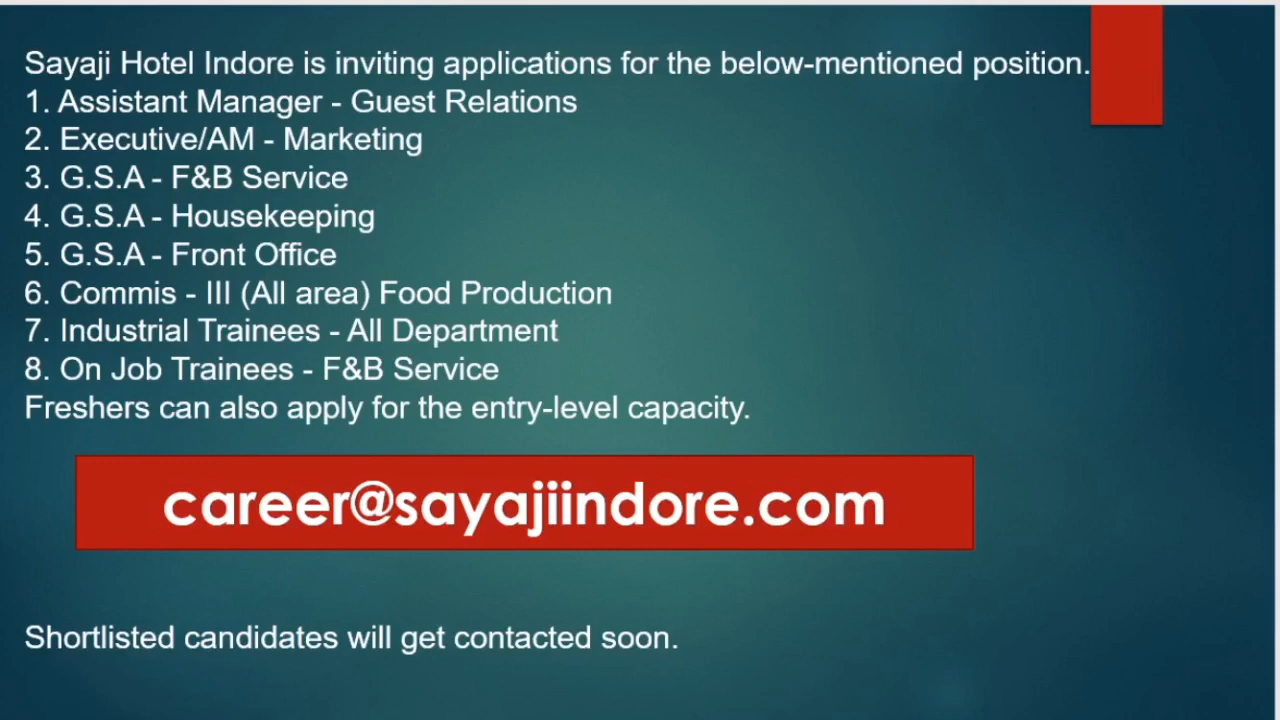 Sayaji Hotel Indore is inviting applications for the below-mentioned position.
1. Assistant Manager - Guest Relations
2. Executive/AM - Marketing
3. G.S.A - F&B Service
4. G.S.A - Housekeeping
5. G.S.A - Front Office
6. Commis - III (All area) Food Production
7. Industrial Trainees - All Department
8. On Job Trainees - F&B Service
Freshers can also apply for the entry-level capacity.
career@sayajiindore.com
Shortlisted candidates will get contacted soon.